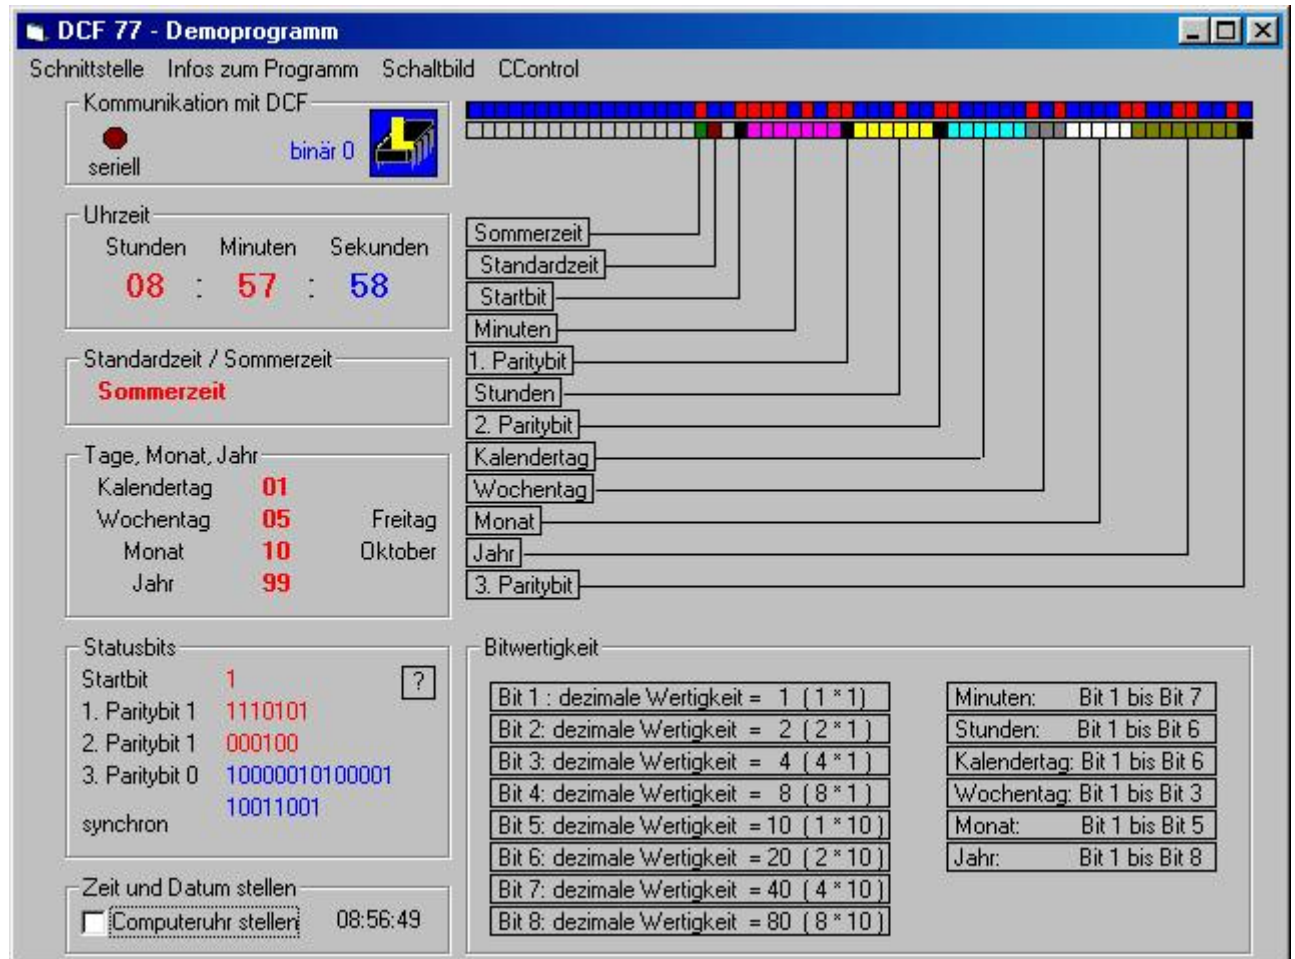 DCF 77 - Demoprogramm
Schnittstelle Infos zum Programm Schaltbild CControl
Kommunikation mit DCF
seriell
binär 0
Uhrzeit
Stunden Minuten Sekunden
08 : 57 : 58
Standardzeit / Sommerzeit
Sommerzeit
Tage, Monat, Jahr
Kalendertag 01
Wochentag 05 Freitag
Monat 10 Oktober
Jahr 99
Statusbits
Startbit 1 ?
1. Paritybit 1 1110101
2. Paritybit 1 000100
3. Paritybit 0 10000010100001
10011001
synchron
Zeit und Datum stellen
Computeruhr stellen 08:56:49
Sommerzeit
Standardzeit
Startbit
Minuten
1. Paritybit
Stunden
2. Paritybit
Kalendertag
Wochentag
Monat
Jahr
3. Paritybit
Bitwertigkeit
Bit 1 : dezimale Wertigkeit = 1 ( 1 * 1)
Bit 2: dezimale Wertigkeit = 2 ( 2 * 1 )
Bit 3: dezimale Wertigkeit = 4 ( 4 * 1 )
Bit 4: dezimale Wertigkeit = 8 ( 8 * 1 )
Bit 5: dezimale Wertigkeit = 10 ( 1 * 10 )
Bit 6: dezimale Wertigkeit = 20 ( 2 * 10 )
Bit 7: dezimale Wertigkeit = 40 ( 4 * 10 )
Bit 8: dezimale Wertigkeit = 80 ( 8 * 10 )
Minuten: Bit 1 bis Bit 7
Stunden: Bit 1 bis Bit 6
Kalendertag: Bit 1 bis Bit 6
Wochentag: Bit 1 bis Bit 3
Monat: Bit 1 bis Bit 5
Jahr: Bit 1 bis Bit 8